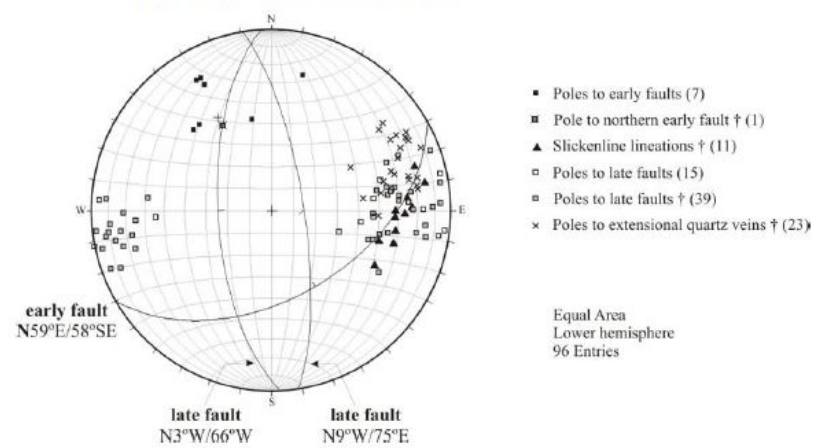 N
W
E
S
■ Poles to early faults (7)
Pole to northern early fault † (1)
▲ Slickenline lineations † (11)
□ Poles to late faults (15)
Poles to late faults † (39)
× Poles to extensional quartz veins † (23)
early fault
N59ºE/58ºSE
Equal Area
Lower hemisphere
96 Entries
late fault
N3ºW/66ºW
late fault
N9ºW/75ºE